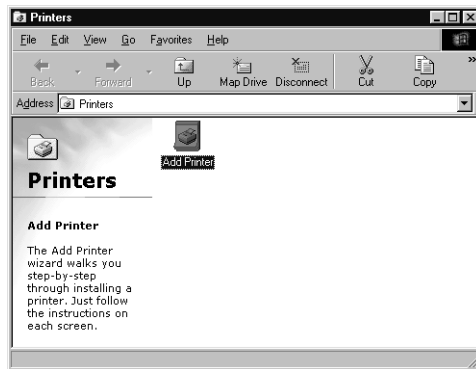 Printers
File Edit View Go Favorites Help
Back Forward Up Map Drive Disconnect Cut Copy »
Address Printers
Add Printer
Printers
Add Printer
The Add Printer
wizard walks you
step-by-step
through installing a
printer. Just follow
the instructions on
each screen.